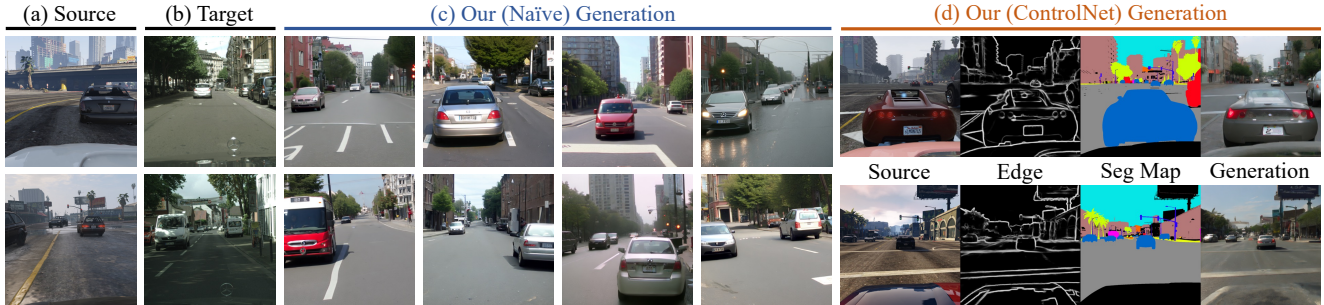 (a) Source
(b) Target
(c) Our (Naïve) Generation
(d) Our (ControlNet) Generation
Source
Edge
Seg Map
Generation